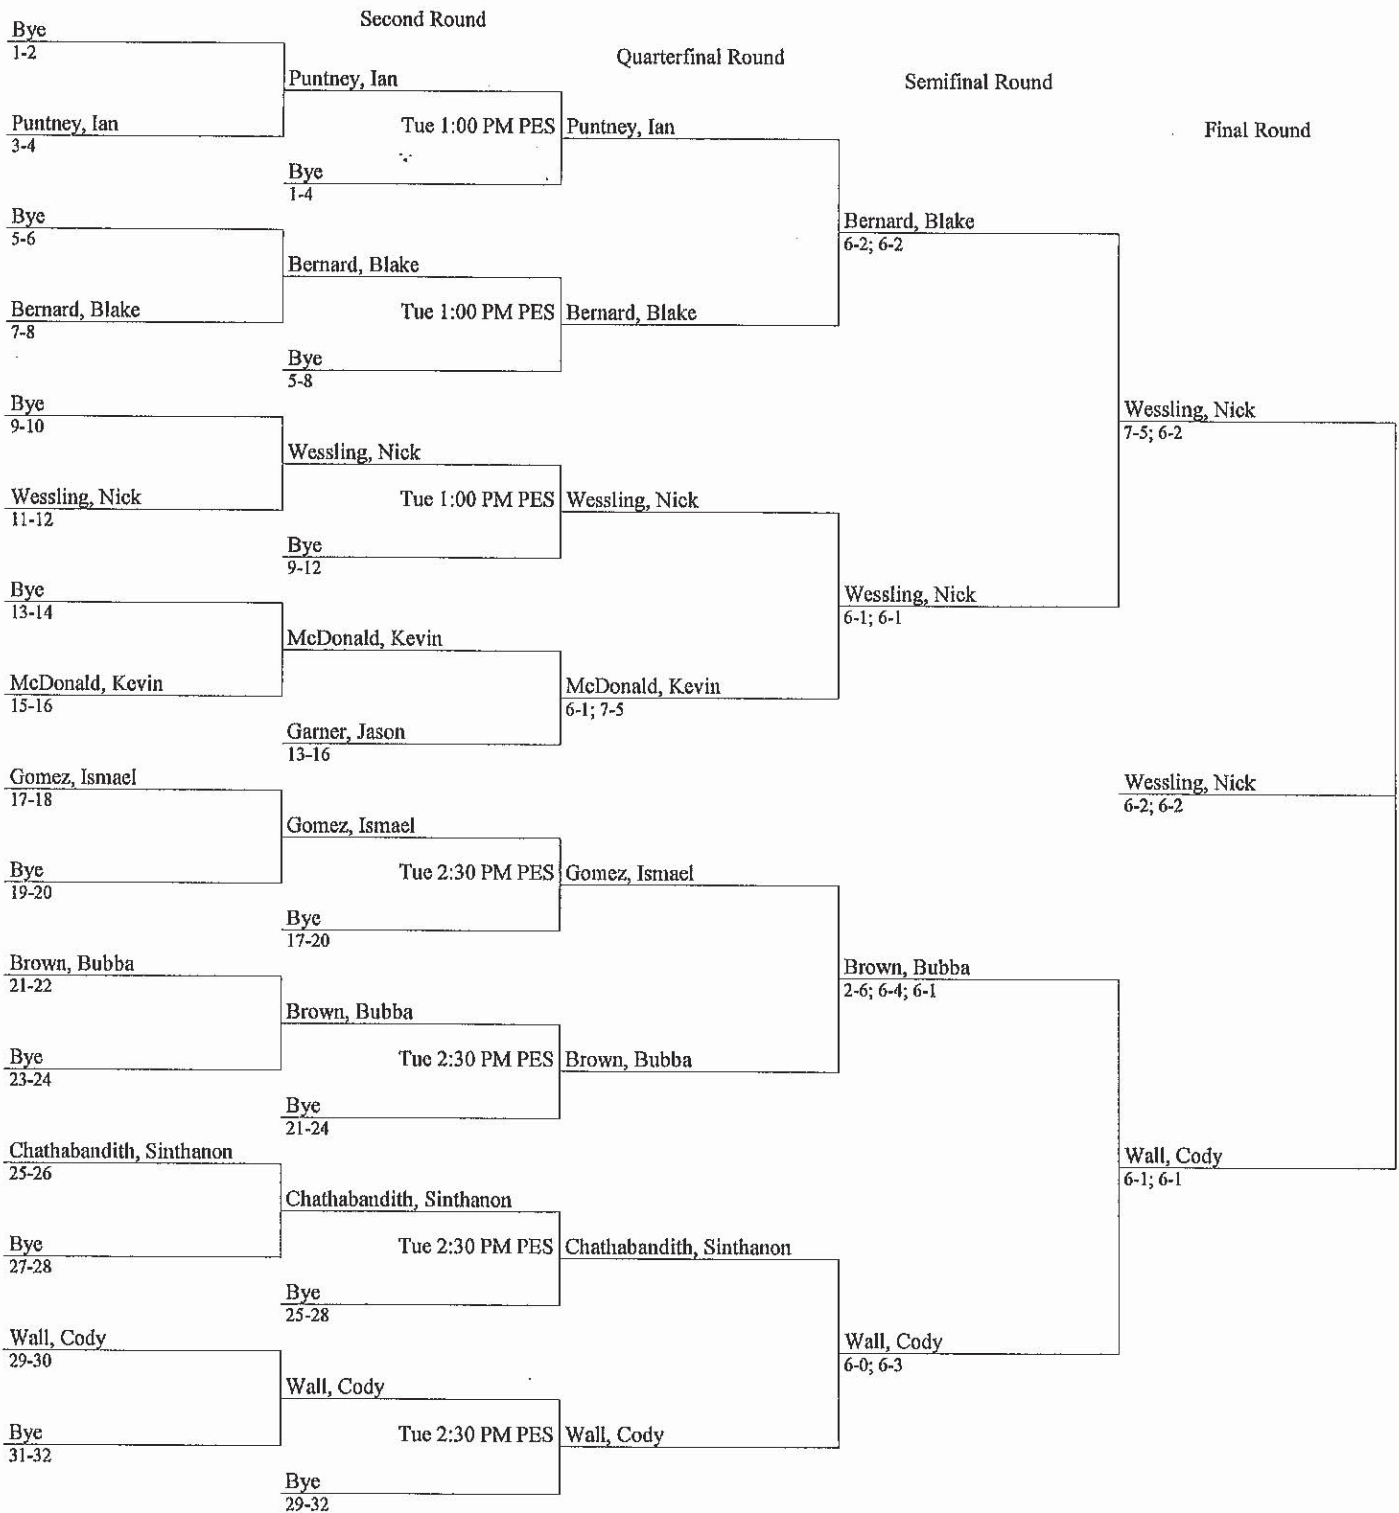 Second Round
Quarterfinal Round
Semifinal Round
Final Round
Bye
1-2
Puntney, Ian
3-4
Bye
5-6
Bernard, Blake
7-8
Bye
9-10
Wessling, Nick
11-12
Bye
13-14
McDonald, Kevin
15-16
Gomez, Ismael
17-18
Bye
19-20
Brown, Bubba
21-22
Bye
23-24
Chathabandith, Sinthanon
25-26
Bye
27-28
Wall, Cody
29-30
Bye
31-32
Puntney, Ian
Tue 1:00 PM PES
Bye
1-4
Bernard, Blake
Tue 1:00 PM PES
Bye
5-8
Wessling, Nick
Tue 1:00 PM PES
Bye
9-12
McDonald, Kevin
Garner, Jason
13-16
Gomez, Ismael
Tue 2:30 PM PES
Bye
17-20
Brown, Bubba
Tue 2:30 PM PES
Bye
21-24
Chathabandith, Sinthanon
Tue 2:30 PM PES
Bye
25-28
Wall, Cody
Tue 2:30 PM PES
Bye
29-32
Puntney, Ian
Bernard, Blake
Wessling, Nick
McDonald, Kevin
6-1; 7-5
Gomez, Ismael
Brown, Bubba
Chathabandith, Sinthanon
Wall, Cody
Bernard, Blake
6-2; 6-2
Wessling, Nick
6-1; 6-1
Brown, Bubba
2-6; 6-4; 6-1
Wall, Cody
6-0; 6-3
Wessling, Nick
7-5; 6-2
Wessling, Nick
6-2; 6-2
Wall, Cody
6-1; 6-1